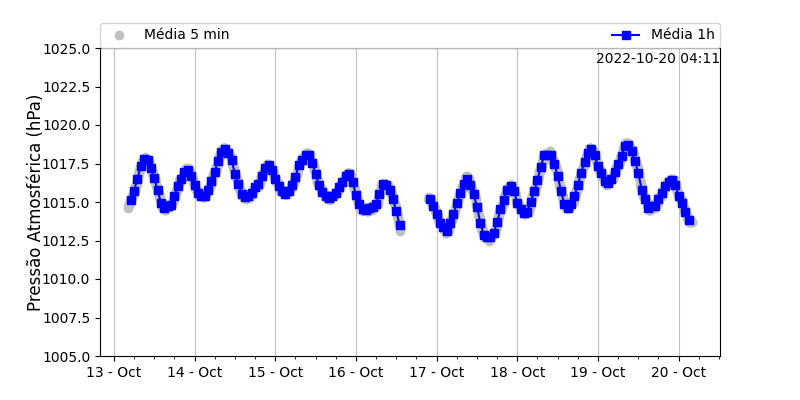 Média 5 min
Média 1h
2022-10-20 04:11
Pressão Atmosférica (hPa)
1025.0
1022.5
1020.0
1017.5
1015.0
1012.5
1010.0
1007.5
1005.0
13 - Oct
14 - Oct
15 - Oct
16 - Oct
17 - Oct
18 - Oct
19 - Oct
20 - Oct